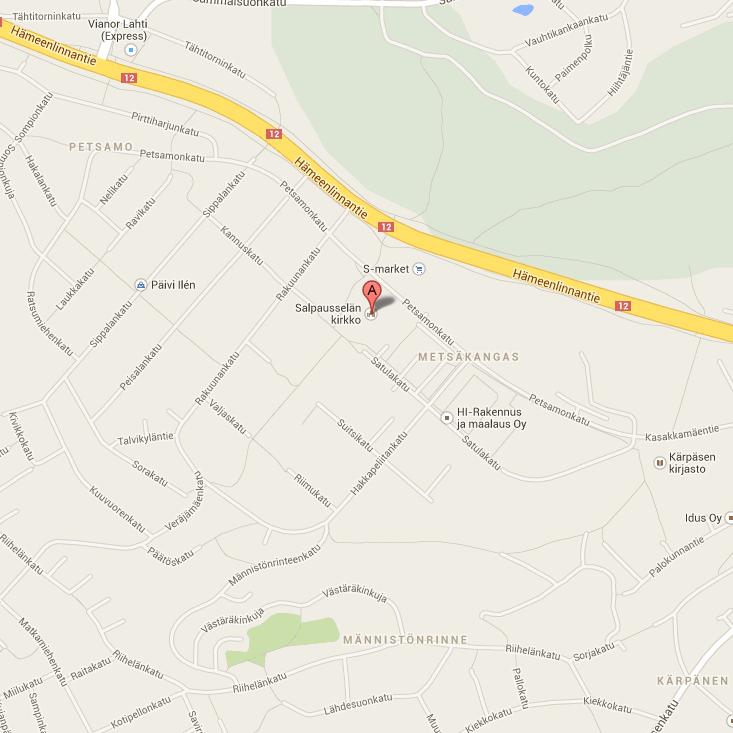 Summaisuonkatu
Tähtitorninkatu
Vianor Lahti
(Express)
Vauhtikankaankatu
Hämeenlinnantie
Tähtitorninkatu
Paimenpolku
Kuntokatu
Hiihtäjäntie
12
Sompionkatu
Pirttiharjunkatu
12
PETSAMO
Petsamonkatu
Hakalankatu
Nelikatu
Sippalankatu
Petsamonkatu
Hämeenlinnantie
Ravikatu
Kannuskatu
12
Rakuunankatu
S-market
Hämeenlinnantie
Laukkakatu
Päivi Ilén
A
Salpausselän
kirkko
12
Ratsumiehenkatu
Sippalankatu
Petsamonkatu
Peisalankatu
Rakuunankatu
Satulakatu
METSÄKANGAS
Valjaskatu
Petsamonkatu
Kivikkokatu
Talvikyläntie
Suitsikatu
HI-Rakennus
ja maalaus Oy
Satulakatu
Kasakkamäentie
Sorakatu
Hakkapeliitankatu
Kärpäsen
kirjasto
Riimukatu
Kuuvuorenkatu
Veräjämäenkatu
Idus Oy
Riihelänkatu
Päätöskatu
Männistönrinteenkatu
Palokunnantie
Västäräkinkuja
Västäräkinkuja
Matkamiehenkatu
MÄNNISTÖNRINNE
Riihelänkatu
Riihelänkatu
Sorjakatu
Raitakatu
Miilukatu
Riihelänkatu
Pallokatu
KÄRPÄNEN
Kotipellonkatu
Lähdesuonkatu
Kiekkokatu
Kiekkokatu